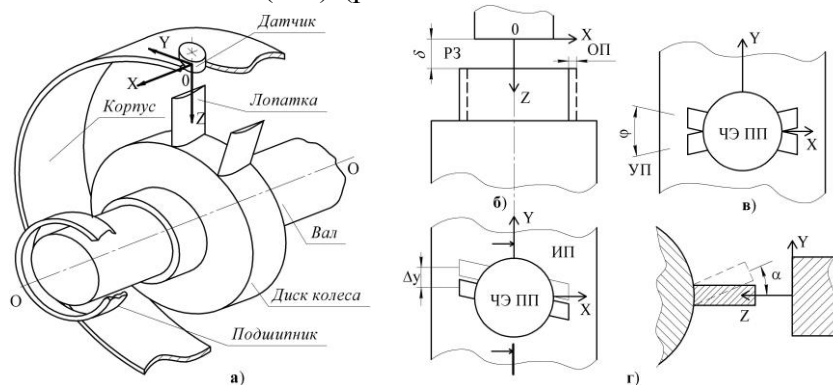 Датчик
Y
X
0
Z
Корпус
Лопатка
O
Вал
Диск колеса
O
Подшипник
а)
0
X
δ
РЗ
ОП
Z
б)
Y
ИП
Δy
ЧЭ ПП
X
φ
УП
ЧЭ ПП
X
в)
Y
α
Z
г)